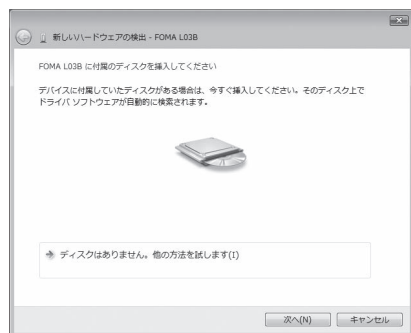 新しいハードウェアの検出 - FOMA L03B
FOMA L03B に付属のディスクを挿入してください
デバイスに付属していたディスクがある場合は、今すぐ挿入してください。そのディスク上で
ドライバ ソフトウェアが自動的に検索されます。
ディスクはありません。他の方法を試します(I)
次へ(N)
キャンセル